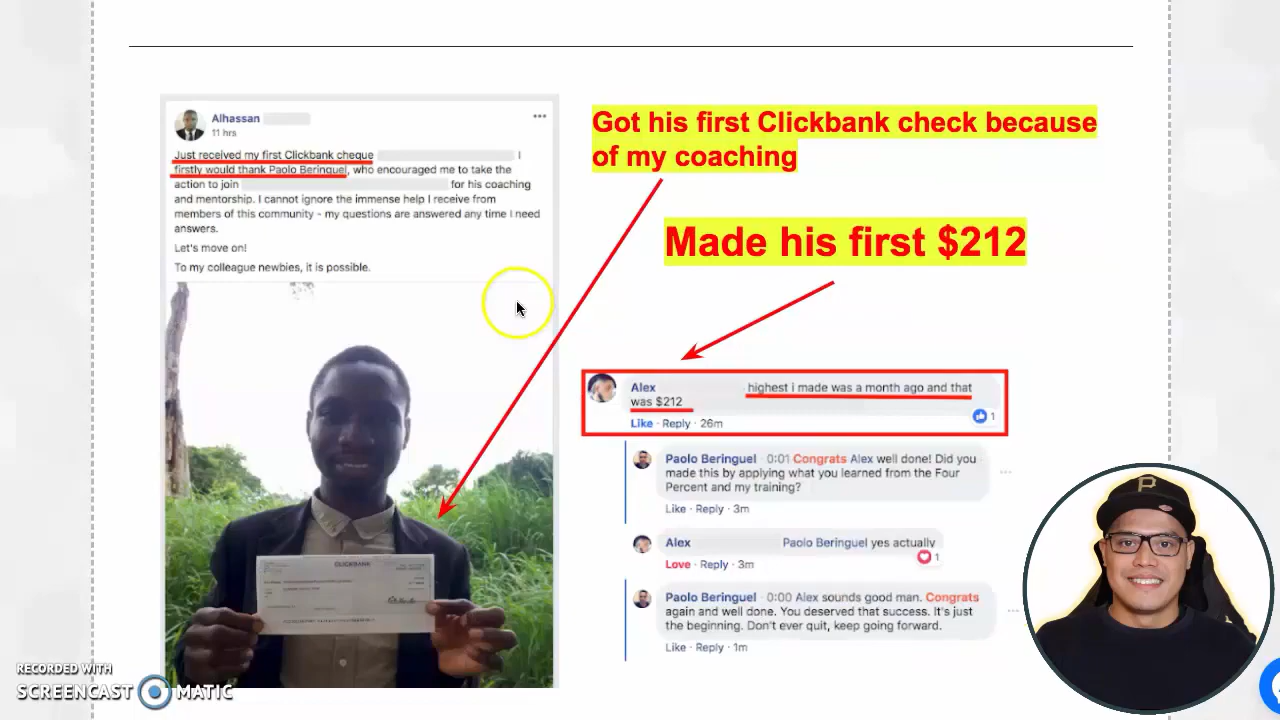 Alhassan
11 hrs
Just received my first Clickbank cheque I
firstly would thank Paolo Beringuel, who encouraged me to take the
action to join for his coaching
and mentorship. I cannot ignore the immense help I receive from
members of this community - my questions are answered any time I need
answers.
Let's move on!
To my colleague newbies, it is possible.
CLICKBANK
Got his first Clickbank check because
of my coaching
Made his first $212
Alex highest i made was a month ago and that
was $212
Like · Reply · 26m
1
Paolo Beringuel · 0:01 Congrats Alex well done! Did you
made this by applying what you learned from the Four
Percent and my training?
Like · Reply · 3m
Alex Paolo Beringuel yes actually
1
Love · Reply · 3m
Paolo Beringuel · 0:00 Alex sounds good man. Congrats
again and well done. You deserved that success. It's just
the beginning. Don't ever quit, keep going forward.
Like · Reply · 1m
P
RECORDED WITH
SCREENCAST MATIC